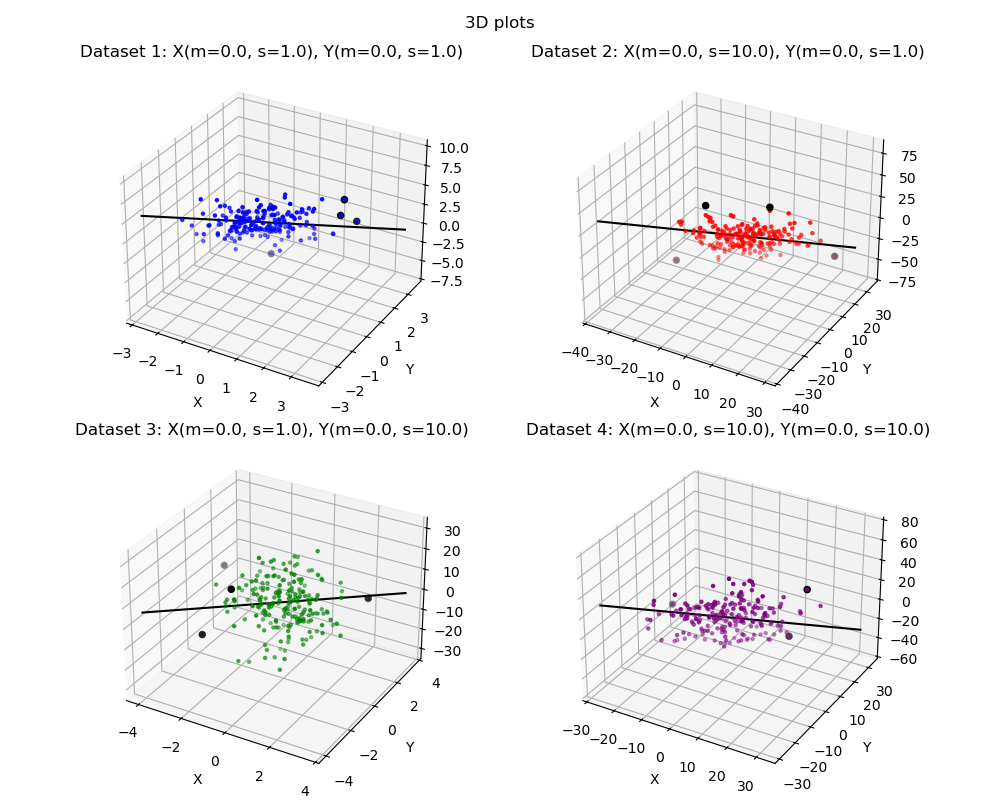 3D plots
Dataset 1: X(m=0.0, s=1.0), Y(m=0.0, s=1.0)
10.0
7.5
5.0
2.5
0.0
−2.5
−5.0
−7.5
−3 −2 −1 0 1 2 3
X
−3 −2 −1 0 1 2 3
Y
Dataset 2: X(m=0.0, s=10.0), Y(m=0.0, s=1.0)
75
50
25
0
−25
−50
−75
−40 −30 −20 −10 0 10 20 30
X
−40 −30 −20 −10 0 10 20 30
Y
Dataset 3: X(m=0.0, s=1.0), Y(m=0.0, s=10.0)
30
20
10
0
−10
−20
−30
−4 −2 0 2 4
X
−4 −2 0 2 4
Y
Dataset 4: X(m=0.0, s=10.0), Y(m=0.0, s=10.0)
80
60
40
20
0
−20
−40
−60
−30 −20 −10 0 10 20 30
X
−30 −20 −10 0 10 20 30
Y